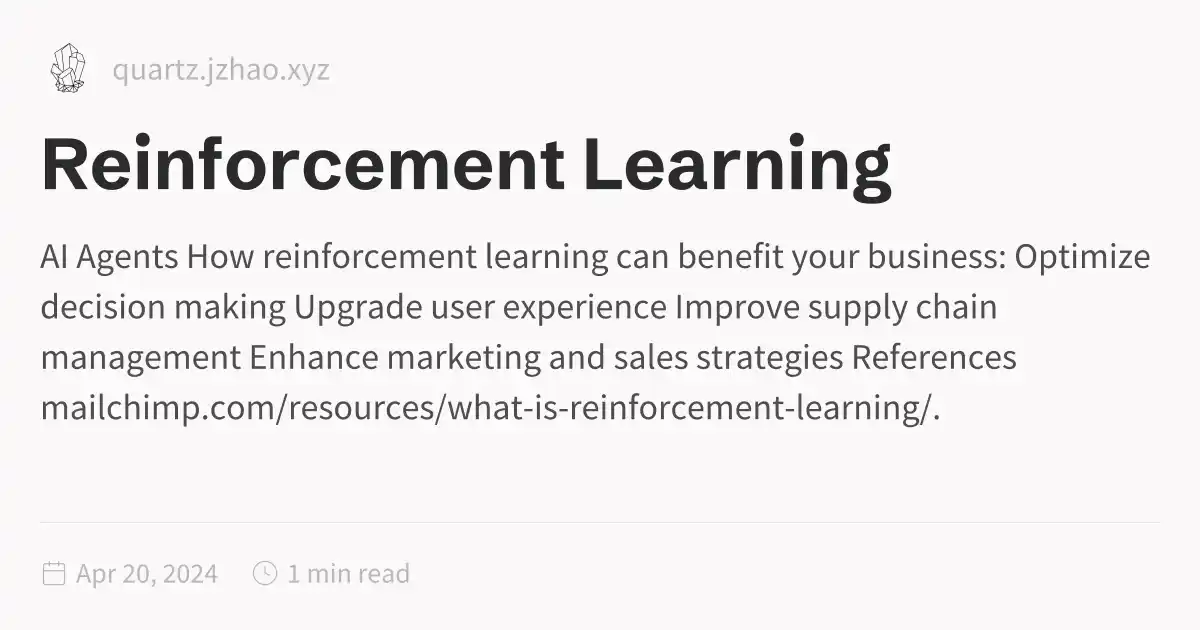 quartz.jzhao.xyz
Reinforcement Learning
AI Agents How reinforcement learning can benefit your business: Optimize
decision making Upgrade user experience Improve supply chain
management Enhance marketing and sales strategies References
mailchimp.com/resources/what-is-reinforcement-learning/.
Apr 20, 2024 1 min read